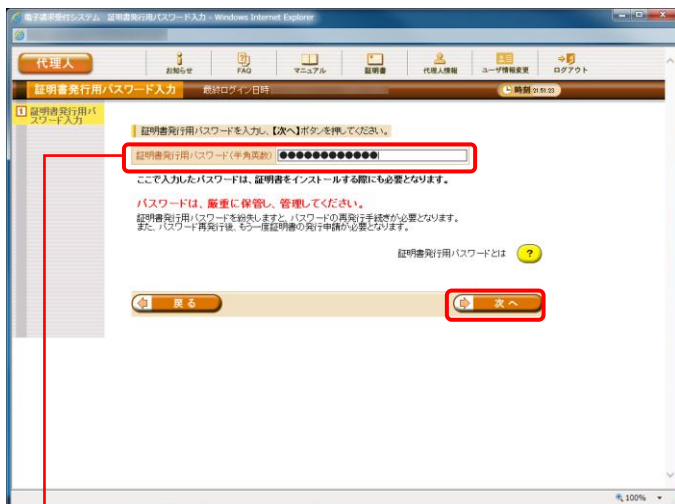 電子請求受付システム 証明書発行用パスワード入力 - Windows Internet Explorer
代理人
お知らせ FAQ マニュアル 証明書 代理人情報 ユーザ情報変更 ログアウト
証明書発行用パスワード入力 最終ログイン日時 時刻 21:51:23
1 証明書発行用パ
スワード入力
証明書発行用パスワードを入力し、【次へ】ボタンを押してください。
証明書発行用パスワード(半角英数) ●●●●●●●●●●●●
ここで入力したパスワードは、証明書をインストールする際にも必要となります。
パスワードは、厳重に保管し、管理してください。
証明書発行用パスワードを紛失しますと、パスワードの再発行手続きが必要となります。
また、パスワード再発行後、もう一度証明書の発行申請が必要となります。
証明書発行用パスワードとは ?
戻る 次へ
100%